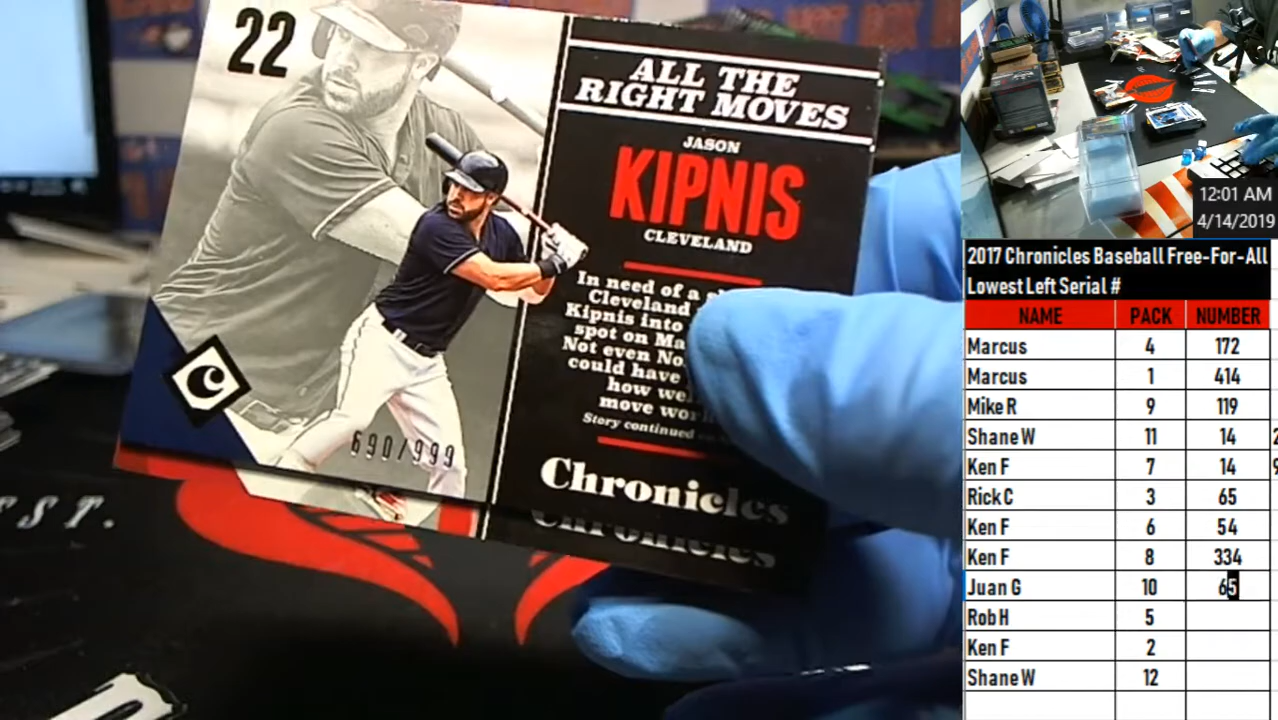 22
ALL THE
RIGHT MOVES
JASON
KIPNIS
CLEVELAND
In need of a
Cleveland
Kipnis into
spot on
Not even
could have
how
move
Story continued
690/999
Chronicles
Chronicles
12:01 AM
4/14/2019
2017 Chronicles Baseball Free-For-All
Lowest Left Serial #
NAME PACK NUMBER
Marcus 4 172
Marcus 1 414
Mike R 9 119
Shane W 11 14
Ken F 7 14
Rick C 3 65
Ken F 6 54
Ken F 8 334
Juan G 10 65
Rob H 5
Ken F 2
Shane W 12